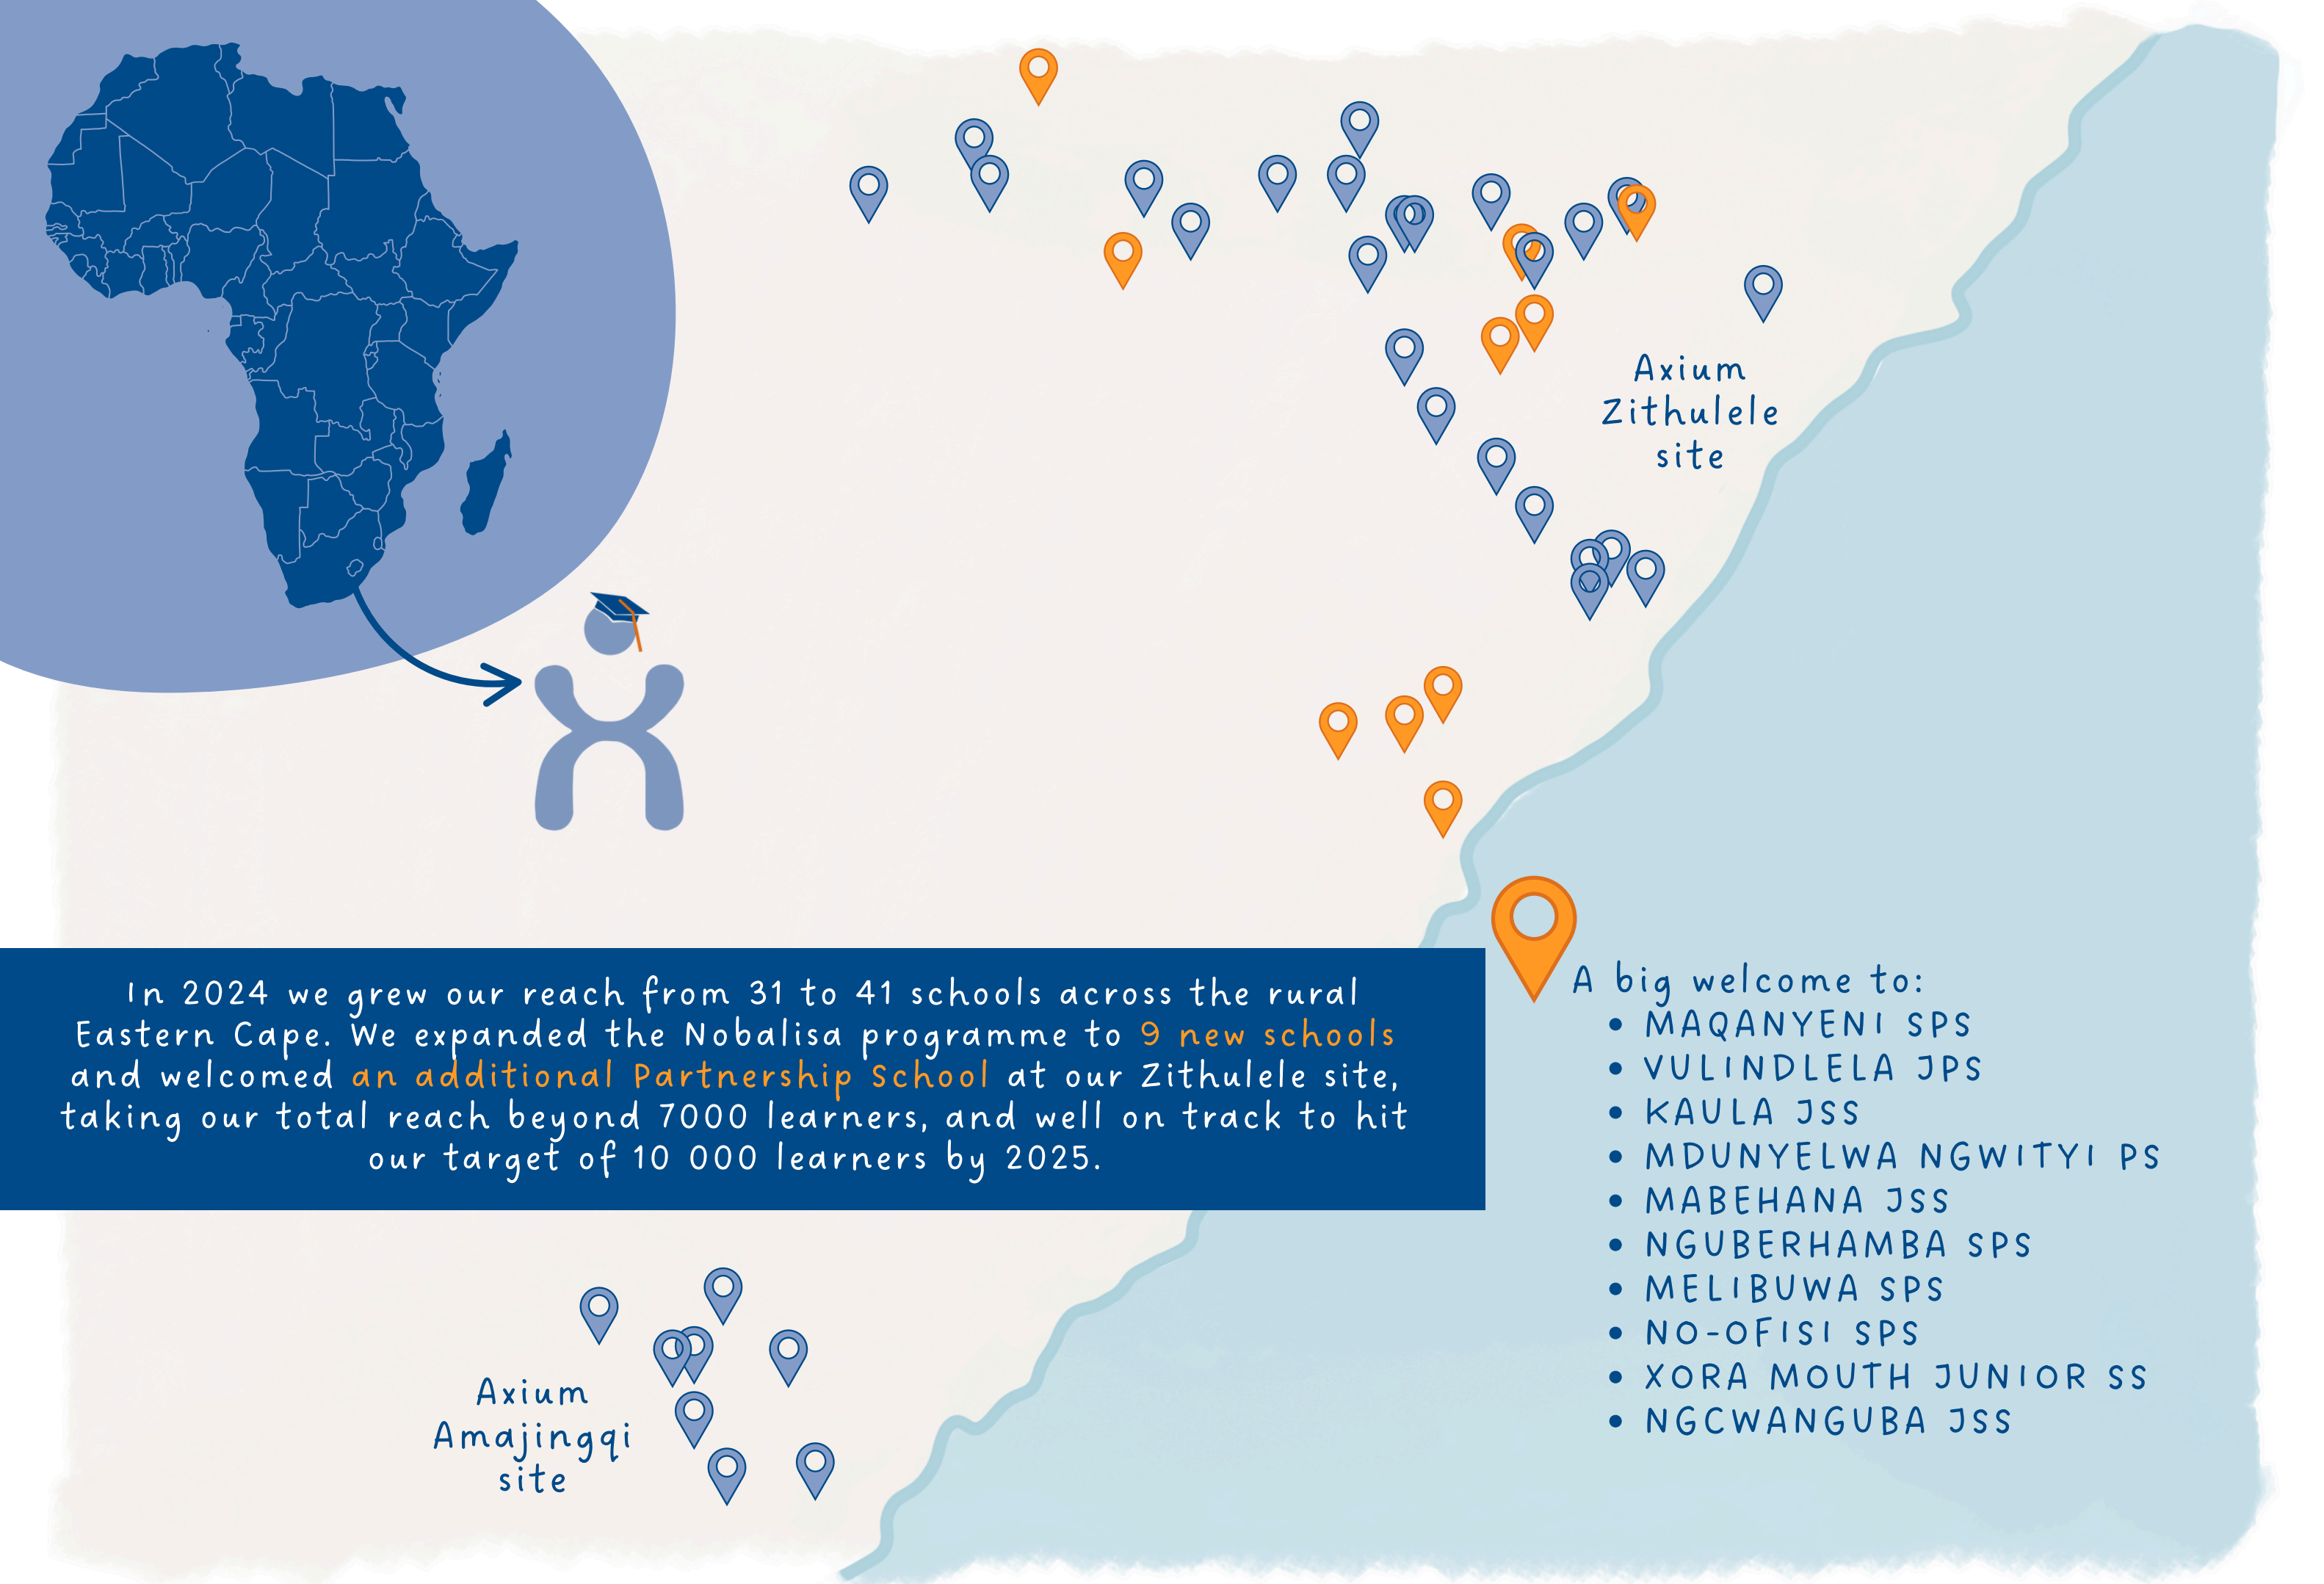 Axium
Zithulele
site
In 2024 we grew our reach from 31 to 41 schools across the rural
Eastern Cape. We expanded the Nobalisa programme to 9 new schools
and welcomed an additional Partnership School at our Zithulele site,
taking our total reach beyond 7000 learners, and well on track to hit
our target of 10 000 learners by 2025.
A big welcome to:
• MAQANYENI SPS
• VULINDLELA JPS
• KAULA JSS
• MDUNYELWA NGWITYI PS
• MABEHANA JSS
• NGUBERHAMBA SPS
• MELIBUWA SPS
• NO-OFISI SPS
• XORA MOUTH JUNIOR SS
• NGCWANGUBA JSS
Axium
Amajingqi
site